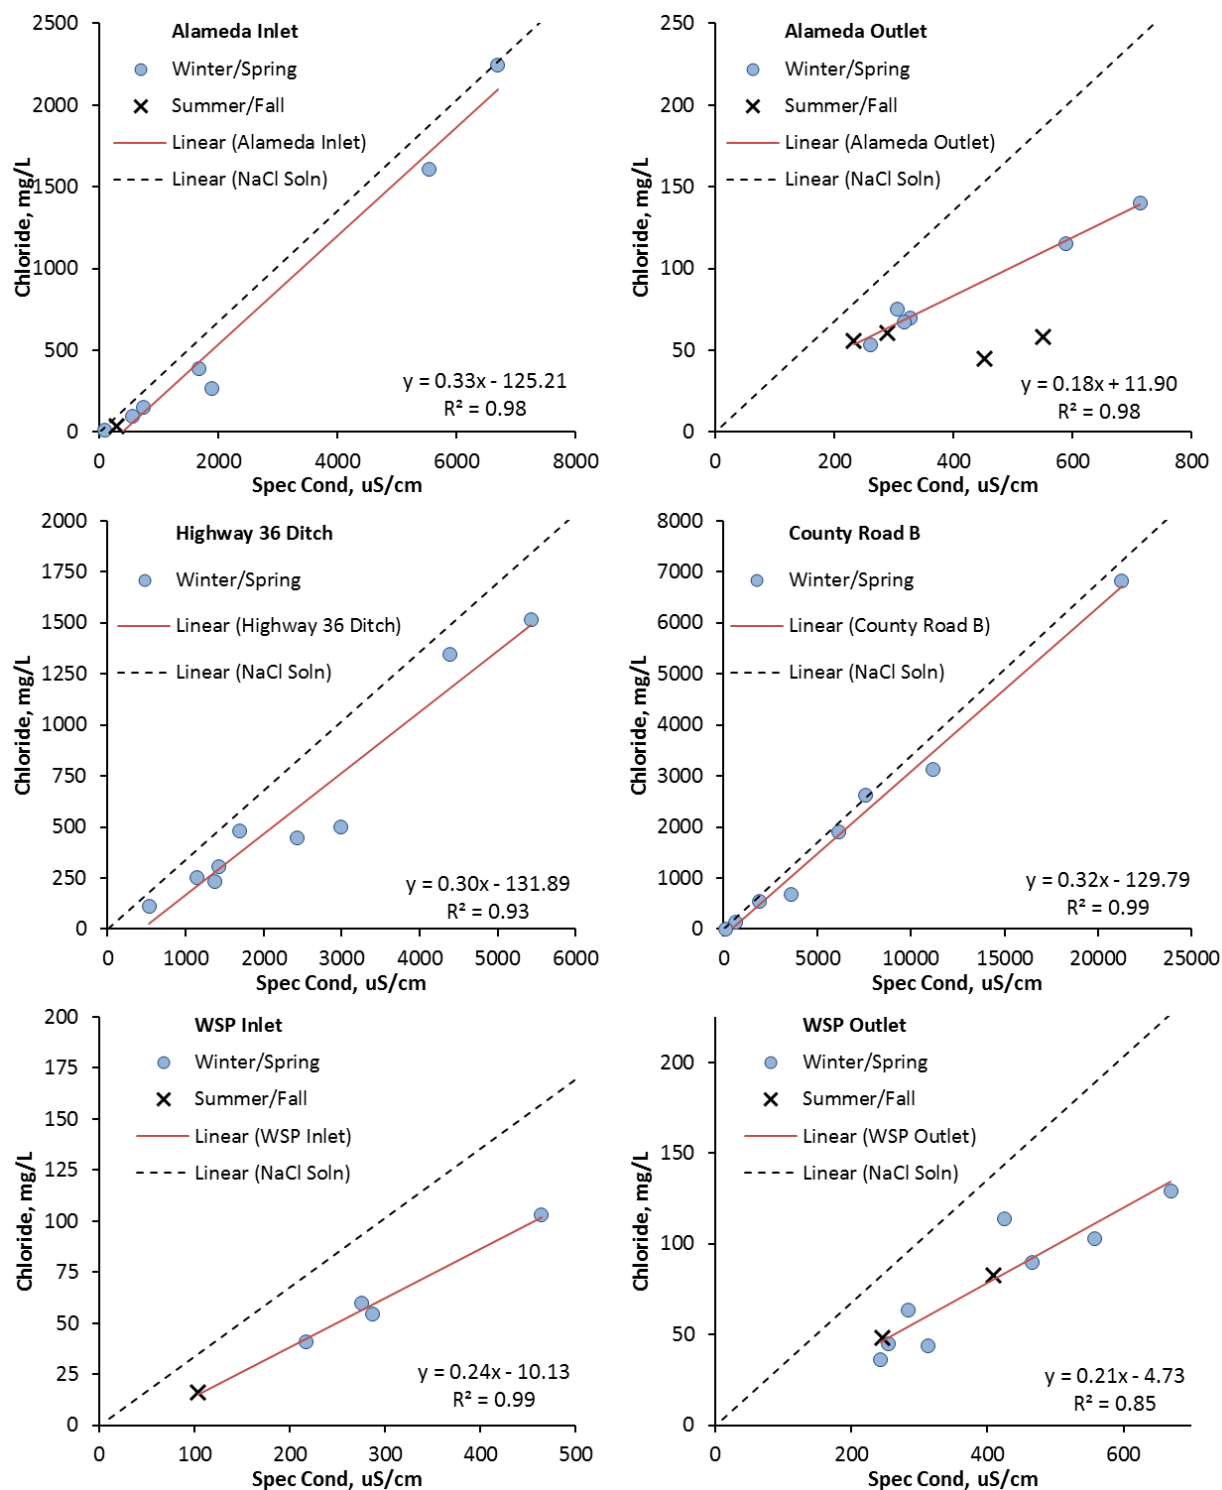 Alameda Inlet
Winter/Spring
Summer/Fall
Linear (Alameda Inlet)
Linear (NaCl Soln)
Chloride, mg/L
2500
2000
1500
1000
500
0
y = 0.33x - 125.21
R² = 0.98
0 2000 4000 6000 8000
Spec Cond, uS/cm
Alameda Outlet
Winter/Spring
Summer/Fall
Linear (Alameda Outlet)
Linear (NaCl Soln)
Chloride, mg/L
250
200
150
100
50
0
y = 0.18x + 11.90
R² = 0.98
0 200 400 600 800
Spec Cond, uS/cm
Highway 36 Ditch
Winter/Spring
Linear (Highway 36 Ditch)
Linear (NaCl Soln)
Chloride, mg/L
2000
1750
1500
1250
1000
750
500
250
0
y = 0.30x - 131.89
R² = 0.93
0 1000 2000 3000 4000 5000 6000
Spec Cond, uS/cm
County Road B
Winter/Spring
Linear (County Road B)
Linear (NaCl Soln)
Chloride, mg/L
8000
7000
6000
5000
4000
3000
2000
1000
0
y = 0.32x - 129.79
R² = 0.99
0 5000 10000 15000 20000 25000
Spec Cond, uS/cm
WSP Inlet
Winter/Spring
Summer/Fall
Linear (WSP Inlet)
Linear (NaCl Soln)
Chloride, mg/L
200
175
150
125
100
75
50
25
0
y = 0.24x - 10.13
R² = 0.99
0 100 200 300 400 500
Spec Cond, uS/cm
WSP Outlet
Winter/Spring
Summer/Fall
Linear (WSP Outlet)
Linear (NaCl Soln)
Chloride, mg/L
200
150
100
50
0
y = 0.21x - 4.73
R² = 0.85
0 200 400 600
Spec Cond, uS/cm